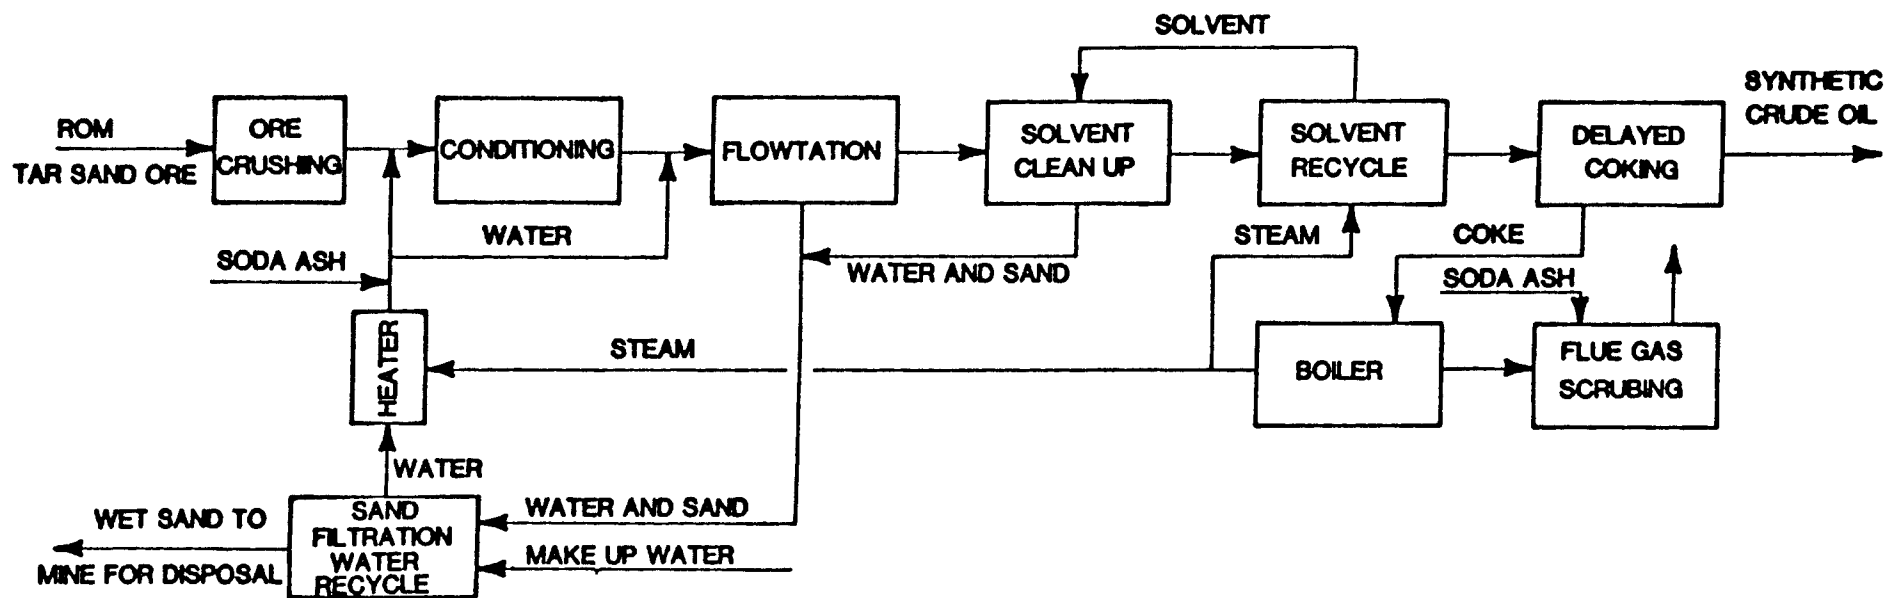 SOLVENT
SYNTHETIC
CRUDE OIL
ROM
TAR SAND ORE
ORE
CRUSHING
CONDITIONING
FLOWTATION
SOLVENT
CLEAN UP
SOLVENT
RECYCLE
DELAYED
COKING
WATER
STEAM
COKE
SODA ASH
WATER AND SAND
SODA ASH
HEATER
STEAM
BOILER
FLUE GAS
SCRUBING
WATER
WET SAND TO
MINE FOR DISPOSAL
SAND
FILTRATION
WATER
RECYCLE
WATER AND SAND
MAKE UP WATER